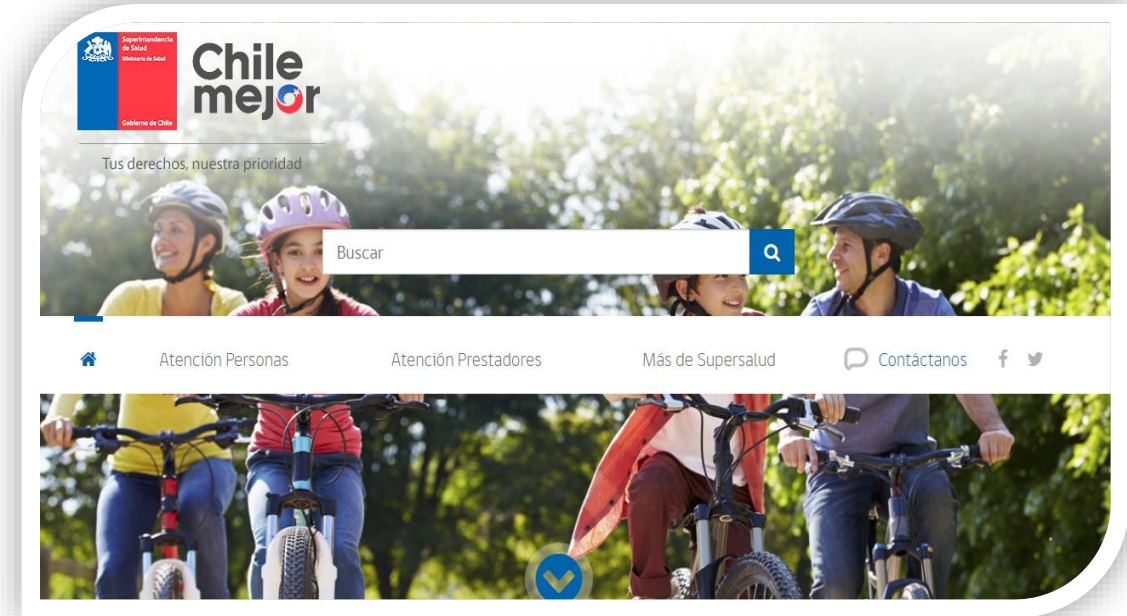 Superintendencia
de Salud
Ministerio de Salud
Gobierno de Chile
Chile
mejor
Tus derechos, nuestra prioridad
Buscar
Atención Personas
Atención Prestadores
Más de Supersalud
Contáctanos